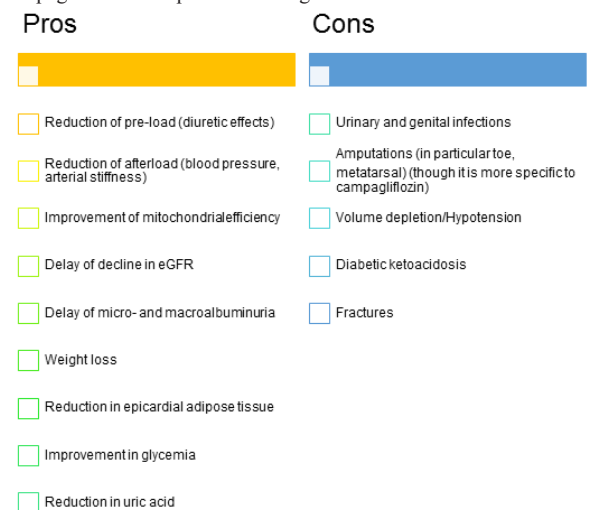 Pros
Cons
Reduction of pre-load (diuretic effects)
Reduction of afterload (blood pressure,
arterial stiffness)
Improvement of mitochondrialefficiency
Delay of decline in eGFR
Delay of micro- and macroalbuminuria
Weight loss
Reduction in epicardial adipose tissue
Improvement in glycemia
Reduction in uric acid
Urinary and genital infections
Amputations (in particular toe,
metatarsal) (though it is more specific to
campagliflozin)
Volume depletion/Hypotension
Diabetic ketoacidosis
Fractures